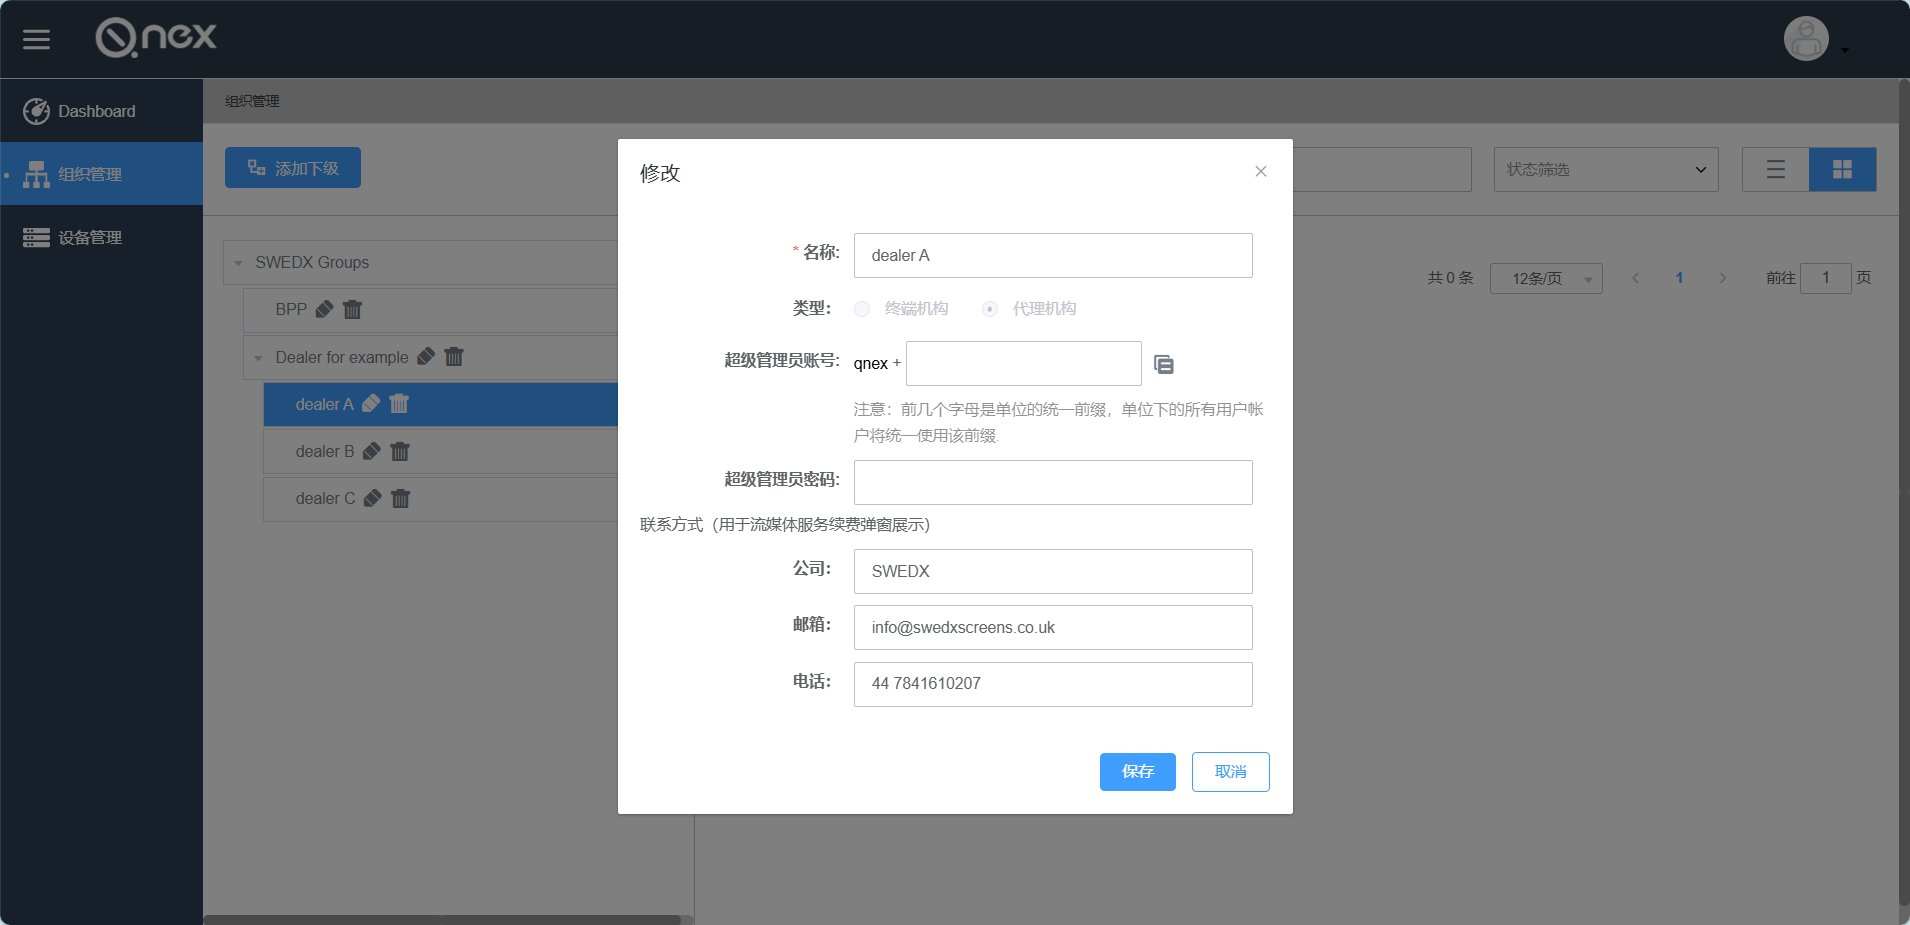 Qnex
Dashboard
组织管理
设备管理
组织管理
添加下级
状态筛选
SWEDX Groups
BPP
Dealer for example
dealer A
dealer B
dealer C
共 0 条
12条/页
1
前往 1 页
修改
* 名称: dealer A
类型: 终端机构 代理机构
超级管理员账号: qnex +
注意：前几个字母是单位的统一前缀，单位下的所有用户帐
户将统一使用该前缀.
超级管理员密码:
联系方式（用于流媒体服务续费弹窗展示）
公司: SWEDX
邮箱: info@swedxscreens.co.uk
电话: 44 7841610207
保存 取消